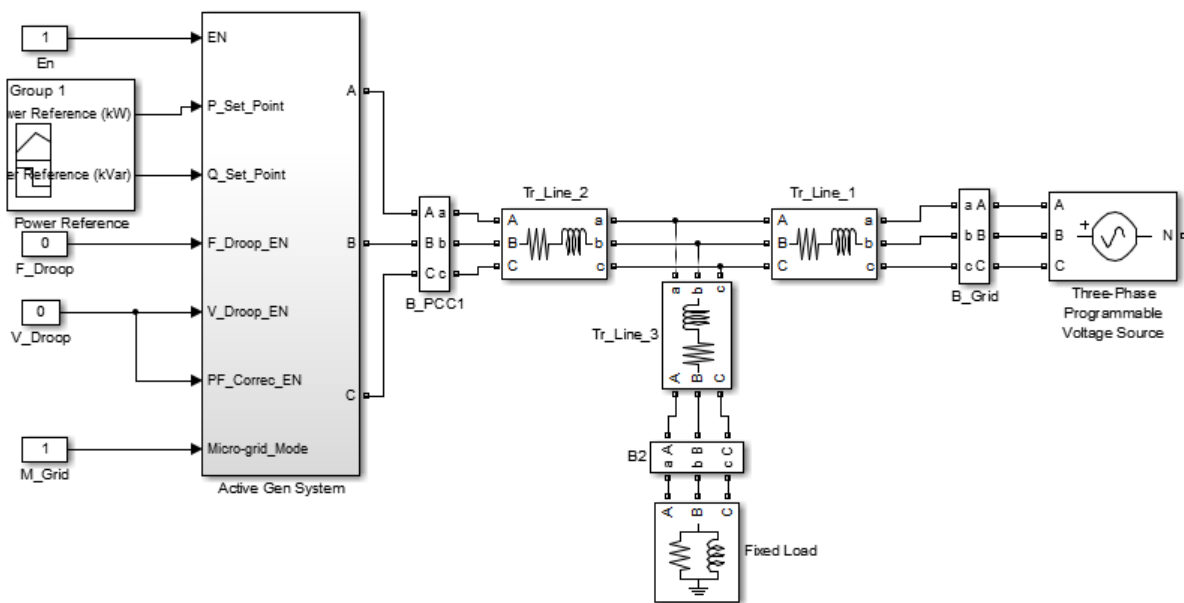 1
En
Group 1
wer Reference (kW)
er Reference (kVar)
Power Reference
0
F_Droop
0
V_Droop
1
M_Grid
EN
P_Set_Point
Q_Set_Point
F_Droop_EN
V_Droop_EN
PF_Correc_EN
Micro-grid_Mode
A
B
C
Active Gen System
A a
B b
C c
B_PCC1
Tr_Line_2
A a
B b
C c
Tr_Line_1
A a
B b
C c
a A
b B
c C
B_Grid
A
B
C
+
N
Three-Phase
Programmable
Voltage Source
a b c
Tr_Line_3
A B C
B2
A B C
a b c
A B C
Fixed Load